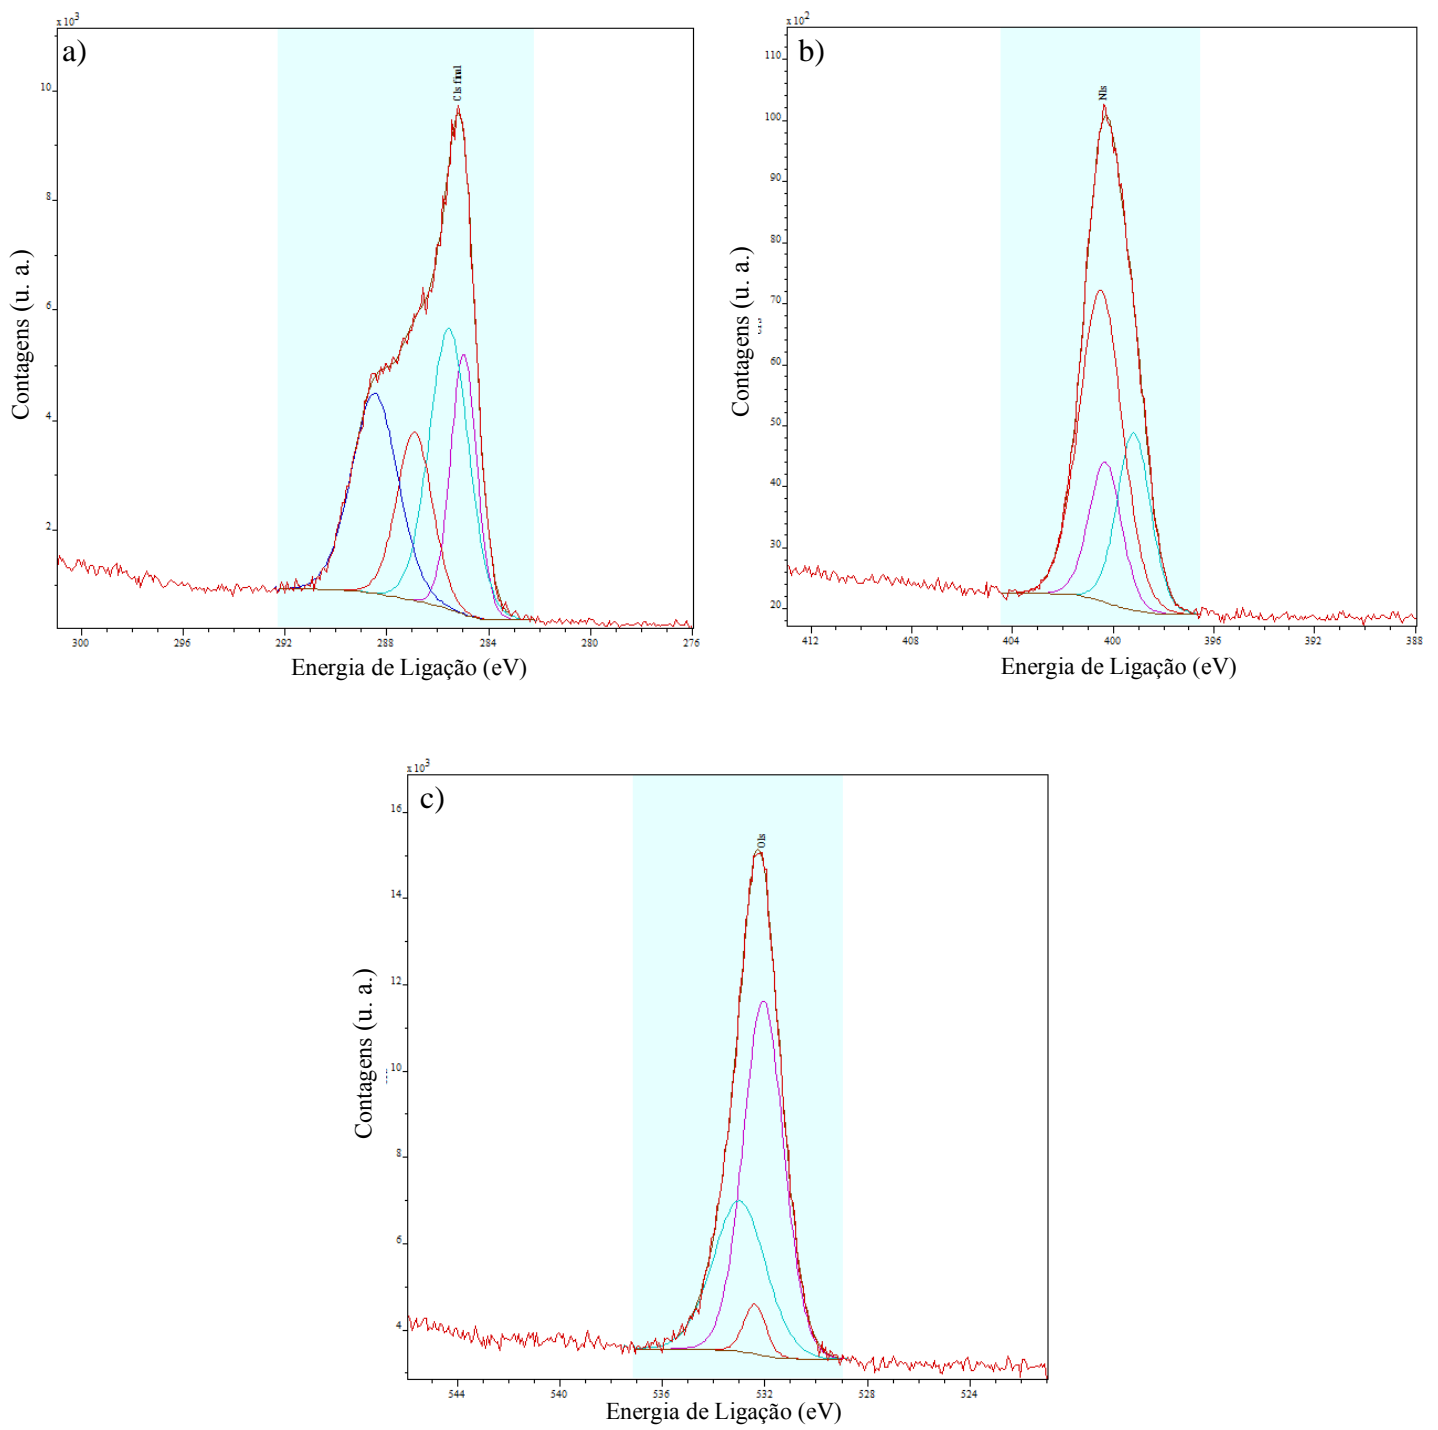 x 10³
a)
C 1s final
10
8
6
4
2
300 296 292 288 284 280 276
Contagens (u. a.)
Energia de Ligação (eV)
x 10²
b)
N1s
110
100
90
80
70
60
50
40
30
20
412 408 404 400 396 392 388
Contagens (u. a.)
Energia de Ligação (eV)
x 10³
c)
O1s
16
14
12
10
8
6
4
544 540 536 532 528 524
Contagens (u. a.)
Energia de Ligação (eV)